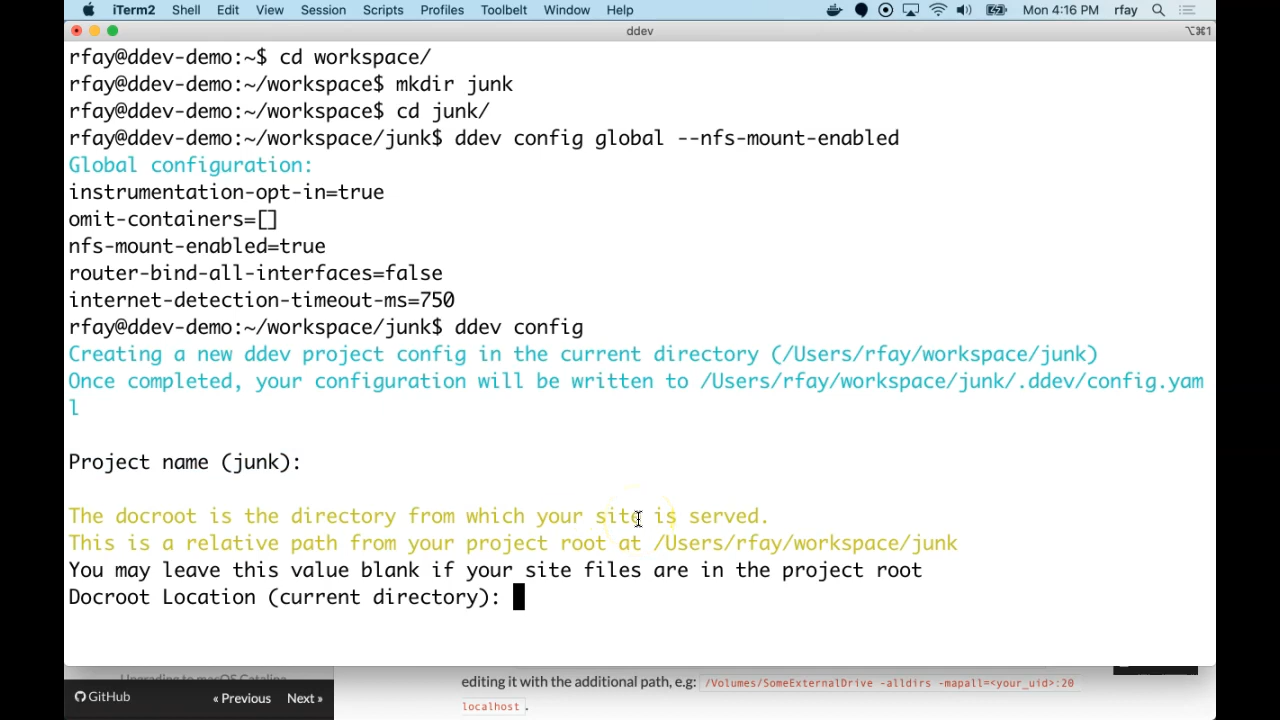 iTerm2 Shell Edit View Session Scripts Profiles Toolbelt Window Help Mon 4:16 PM rfay
ddev ⌥⌘1
rfay@ddev-demo:~$ cd workspace/
rfay@ddev-demo:~/workspace$ mkdir junk
rfay@ddev-demo:~/workspace$ cd junk/
rfay@ddev-demo:~/workspace/junk$ ddev config global --nfs-mount-enabled
Global configuration:
instrumentation-opt-in=true
omit-containers=[]
nfs-mount-enabled=true
router-bind-all-interfaces=false
internet-detection-timeout-ms=750
rfay@ddev-demo:~/workspace/junk$ ddev config
Creating a new ddev project config in the current directory (/Users/rfay/workspace/junk)
Once completed, your configuration will be written to /Users/rfay/workspace/junk/.ddev/config.yam
l
Project name (junk):
The docroot is the directory from which your site is served.
This is a relative path from your project root at /Users/rfay/workspace/junk
You may leave this value blank if your site files are in the project root
Docroot Location (current directory):
Upgrading to macOS Catalina
GitHub « Previous Next »
editing it with the additional path, e.g: /Volumes/SomeExternalDrive -alldirs -mapall=<your_uid>:20
localhost .